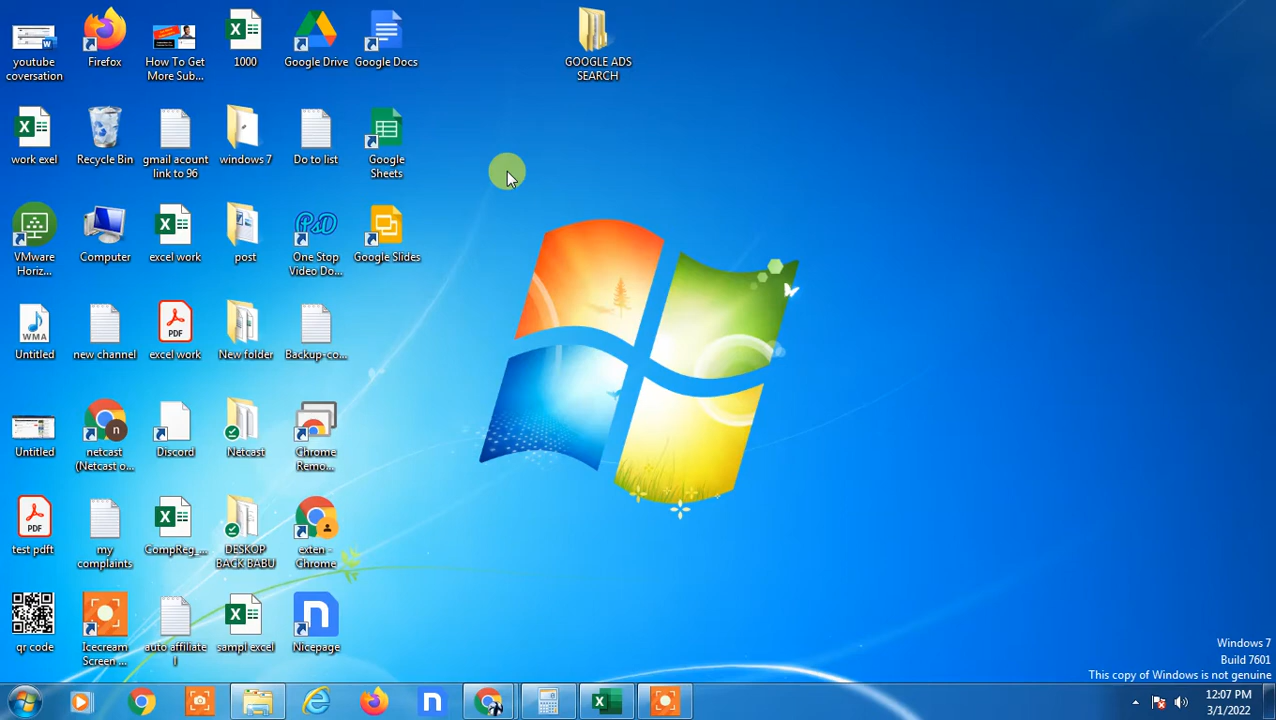 youtube
coversation
Firefox
How To Get
More Sub...
1000
Google Drive
Google Docs
GOOGLE ADS
SEARCH
work exel
Recycle Bin
gmail acount
link to 96
windows 7
Do to list
Google
Sheets
VMware
Horiz...
Computer
excel work
post
One Stop
Video Do...
Google Slides
Untitled
new channel
excel work
New folder
Backup-co...
Untitled
netcast
(Netcast o...
Discord
Netcast
Chrome
Remo...
test pdft
my
complaints
CompReg_...
DESKOP
BACK BABU
exten -
Chrome
qr code
Icecream
Screen ...
auto affiliate
l
sampl excel
Nicepage
Windows 7
Build 7601
This copy of Windows is not genuine
12:07 PM
3/1/2022